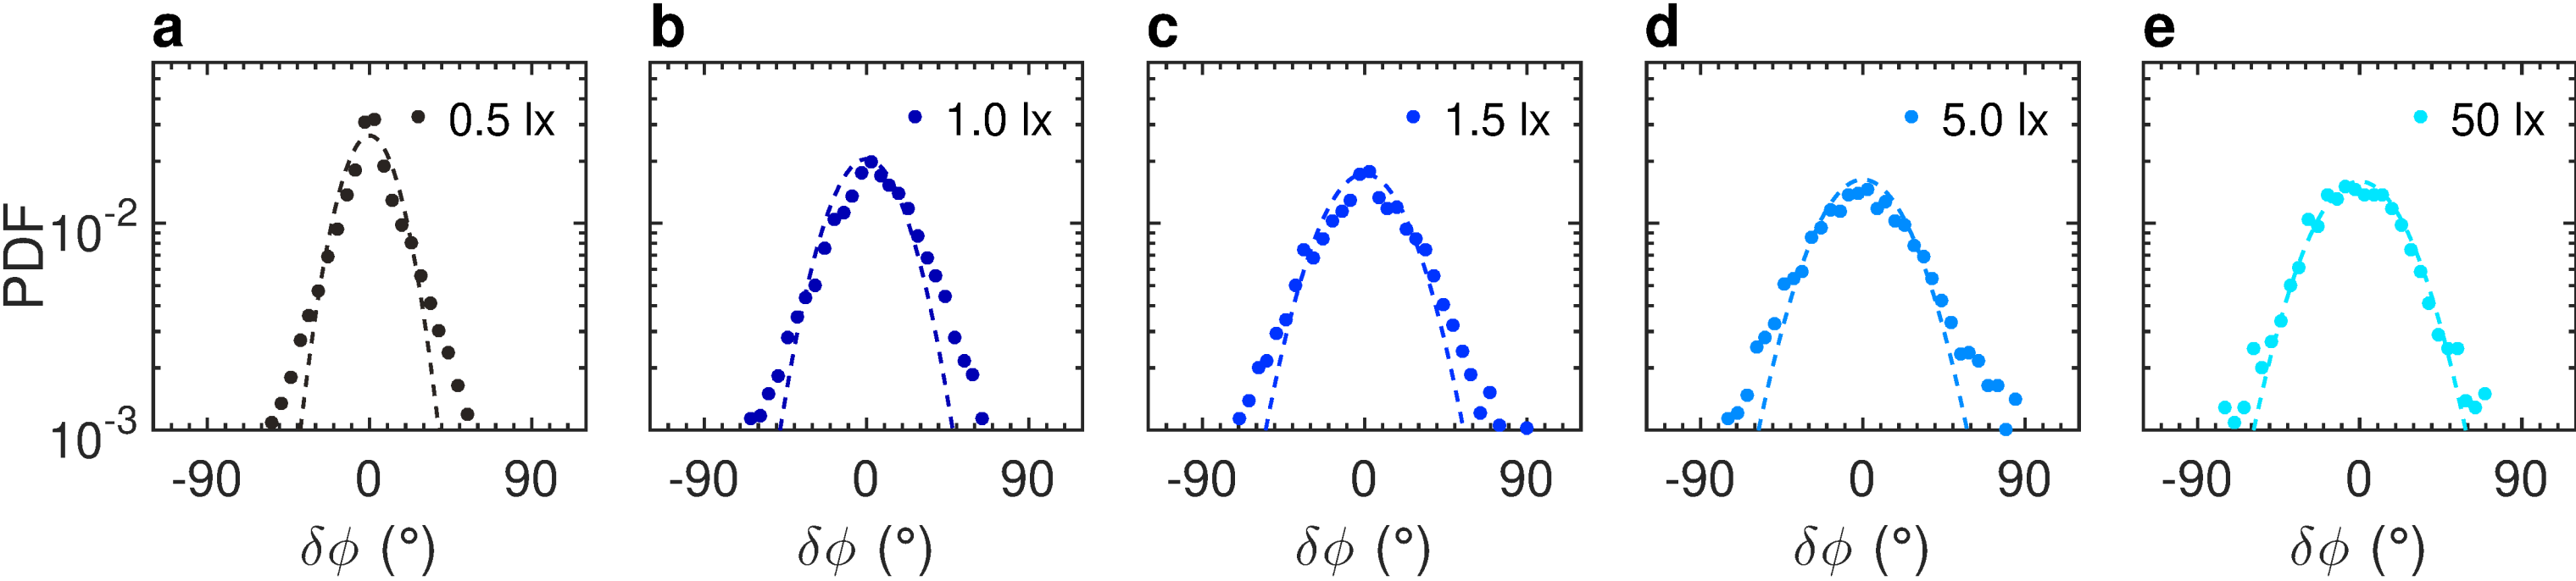 a b c d e
0.5 lx 1.0 lx 1.5 lx 5.0 lx 50 lx
PDF
10⁻²
10⁻³
-90 0 90 -90 0 90 -90 0 90 -90 0 90 -90 0 90
δϕ (°) δϕ (°) δϕ (°) δϕ (°) δϕ (°)